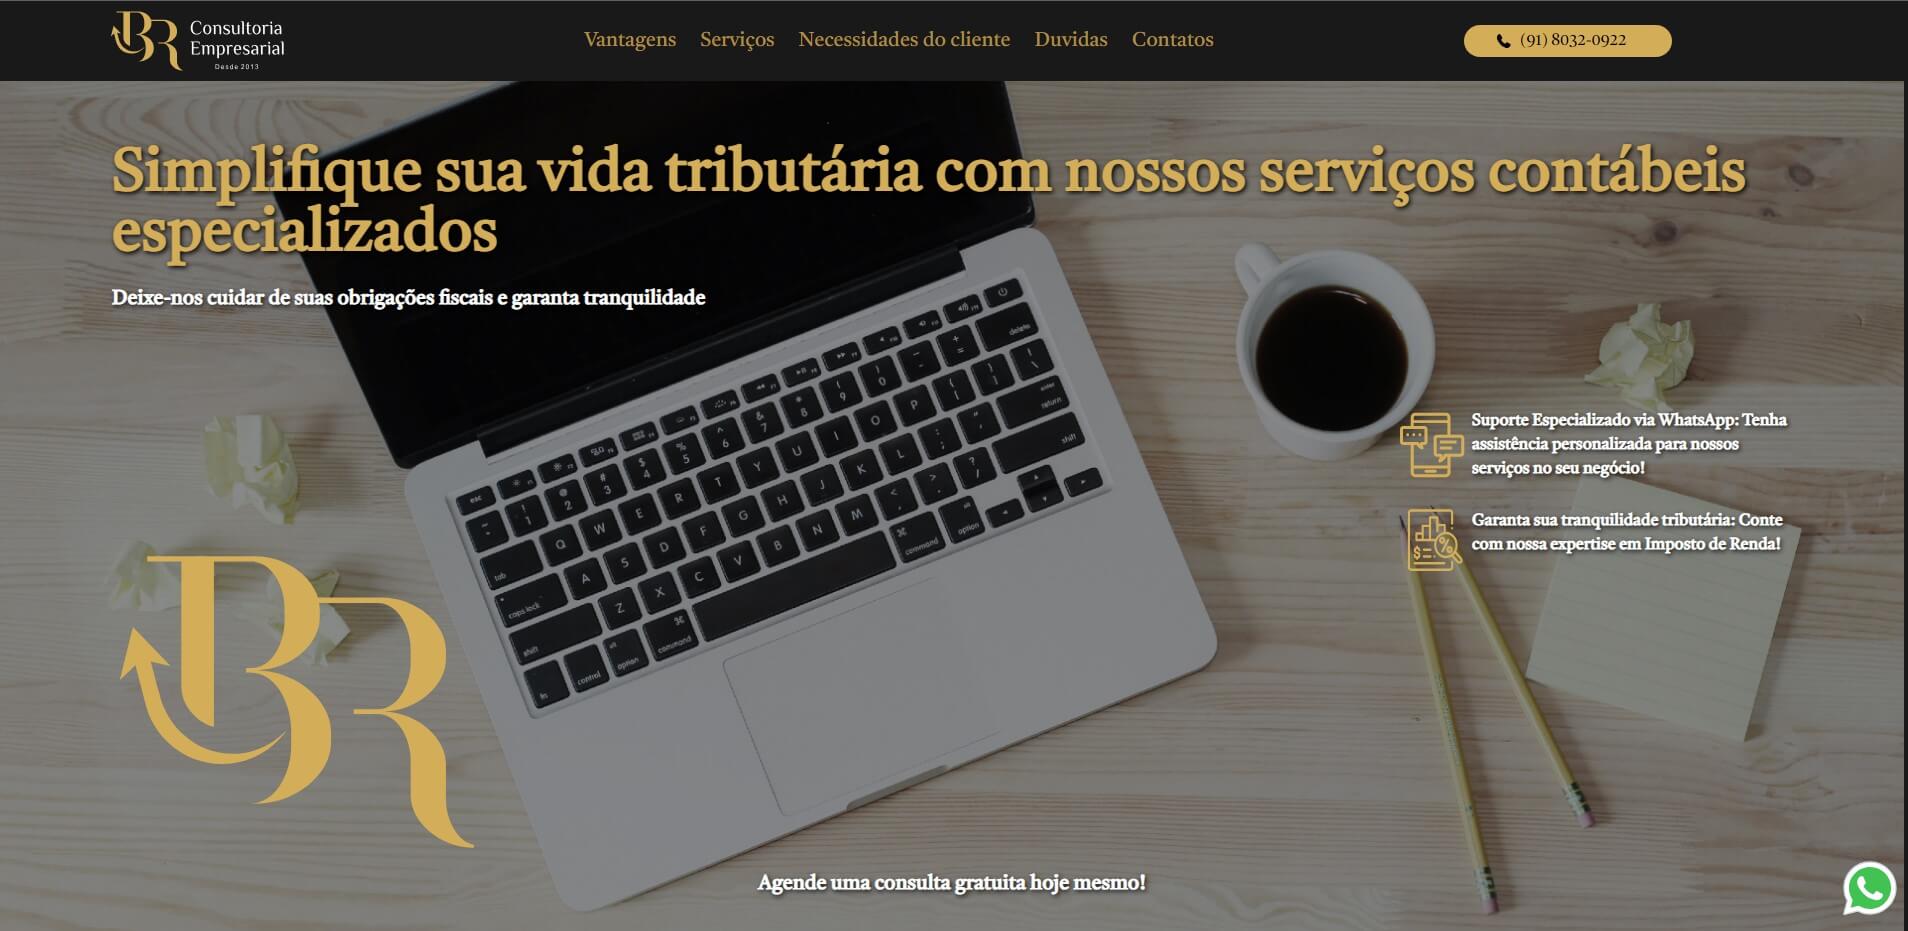 BR Consultoria
Empresarial
Desde 2013
Vantagens Serviços Necessidades do cliente Duvidas Contatos
(91) 8032-0922
Simplifique sua vida tributária com nossos serviços contábeis
especializados
Deixe-nos cuidar de suas obrigações fiscais e garanta tranquilidade
Suporte Especializado via WhatsApp: Tenha
assistência personalizada para nossos
serviços no seu negócio!
Garanta sua tranquilidade tributária: Conte
com nossa expertise em Imposto de Renda!
BR
Agende uma consulta gratuita hoje mesmo!